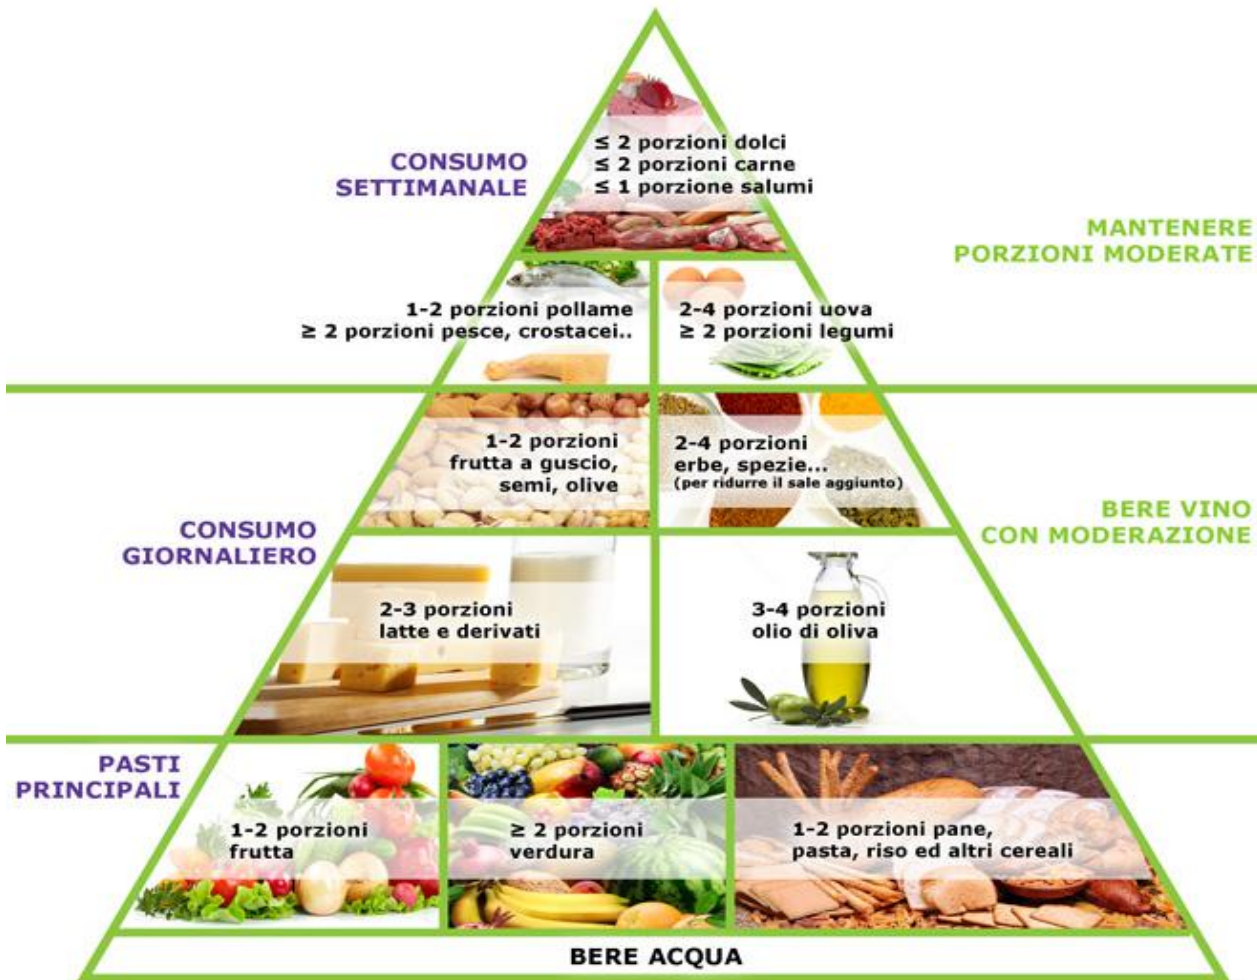 ≤ 2 porzioni dolci
≤ 2 porzioni carne
≤ 1 porzione salumi
CONSUMO
SETTIMANALE
MANTENERE
PORZIONI MODERATE
1-2 porzioni pollame
≥ 2 porzioni pesce, crostacei..
2-4 porzioni uova
≥ 2 porzioni legumi
1-2 porzioni
frutta a guscio,
semi, olive
2-4 porzioni
erbe, spezie...
(per ridurre il sale aggiunto)
CONSUMO
GIORNALIERO
BERE VINO
CON MODERAZIONE
2-3 porzioni
latte e derivati
3-4 porzioni
olio di oliva
PASTI
PRINCIPALI
1-2 porzioni
frutta
≥ 2 porzioni
verdura
1-2 porzioni pane,
pasta, riso ed altri cereali
BERE ACQUA